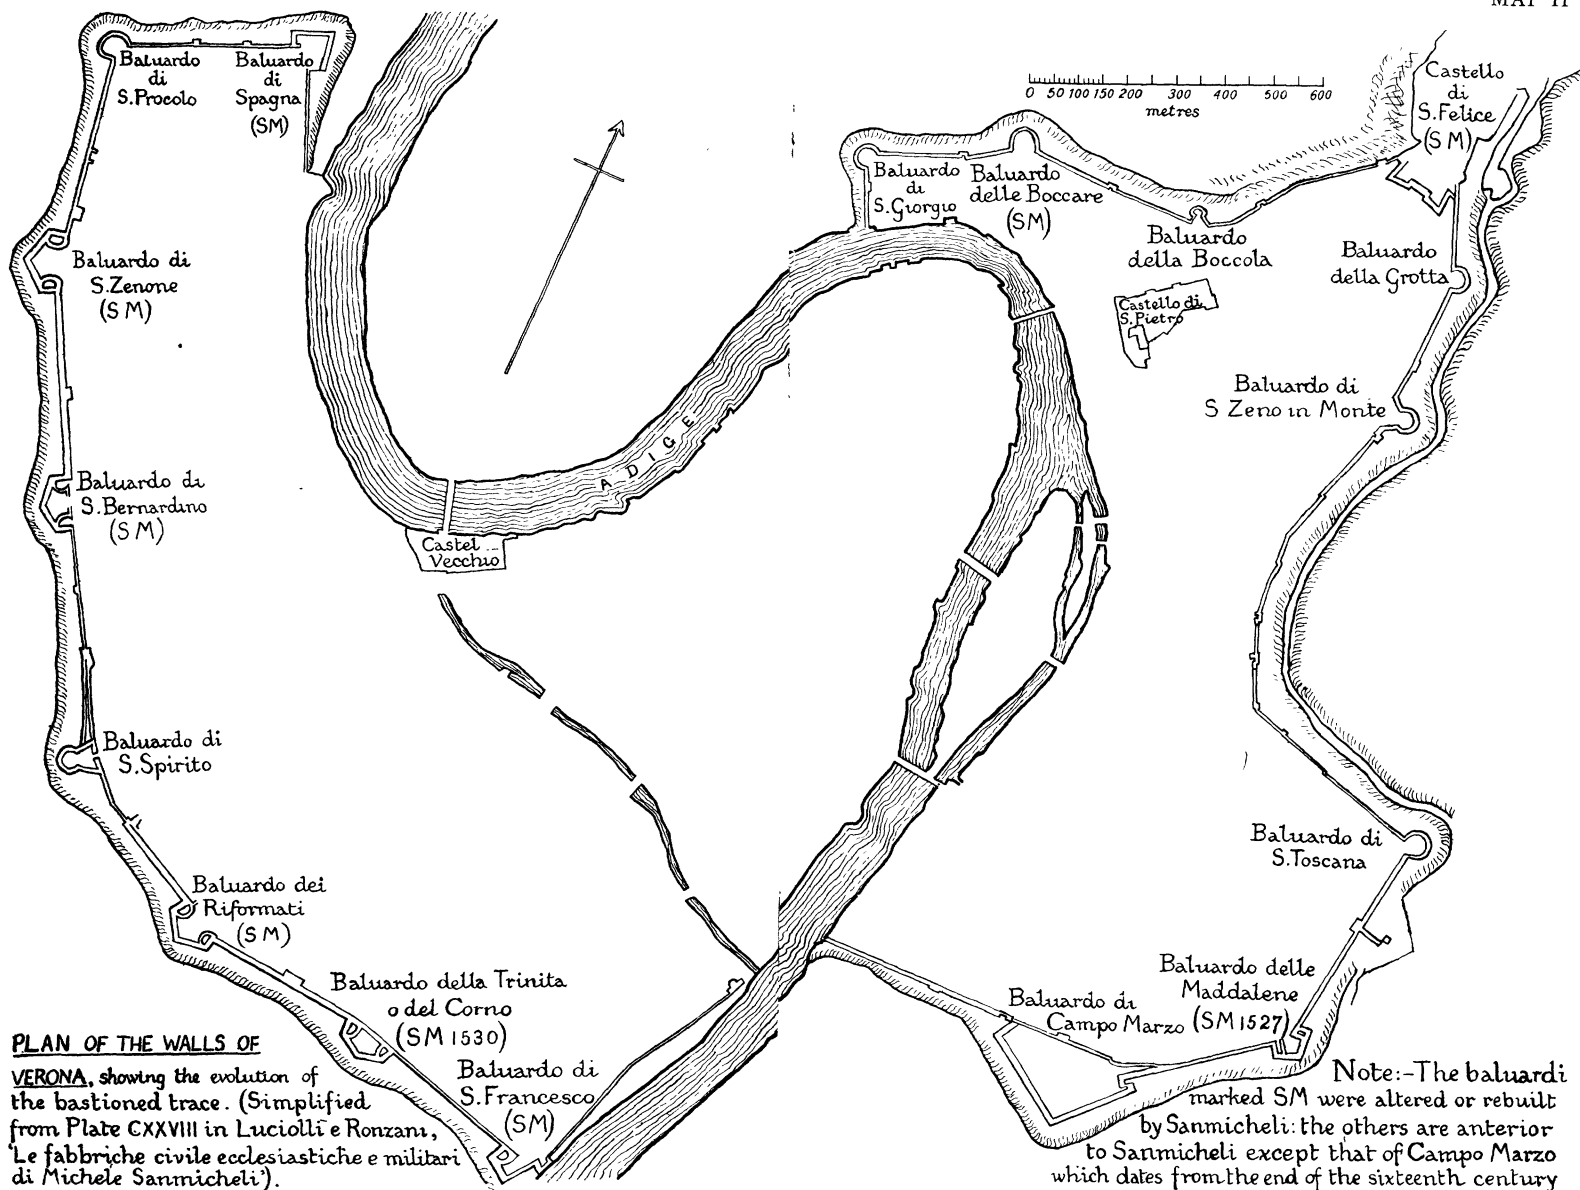 MAP II
Baluardo
di
S.Procolo
Baluardo
di
Spagna
(SM)
0 50 100 150 200 300 400 500 600
metres
Castello
di
S.Felice
(SM)
Baluardo
di
S.Giorgio
Baluardo
delle Boccare
(SM)
Baluardo
della Boccola
Baluardo
della Grotta
Baluardo di
S.Zenone
(SM)
Castello di
S.Pietro
Baluardo di
S Zeno in Monte
ADIGE
Baluardo di
S.Bernardino
(SM)
Castel
Vecchio
Baluardo di
S.Spirito
Baluardo di
S.Toscana
Baluardo dei
Riformati
(SM)
Baluardo della Trinita
o del Corno
(SM 1530)
Baluardo delle
Maddalene
(SM 1527)
Baluardo di
Campo Marzo
Baluardo di
S.Francesco
(SM)
PLAN OF THE WALLS OF
VERONA, showing the evolution of
the bastioned trace. (Simplified
from Plate CXXVIII in Luciolli e Ronzani,
'Le fabbriche civile ecclesiastiche e militari
di Michele Sanmicheli').
Note:-The baluardi
marked SM were altered or rebuilt
by Sanmicheli: the others are anterior
to Sanmicheli except that of Campo Marzo
which dates from the end of the sixteenth century